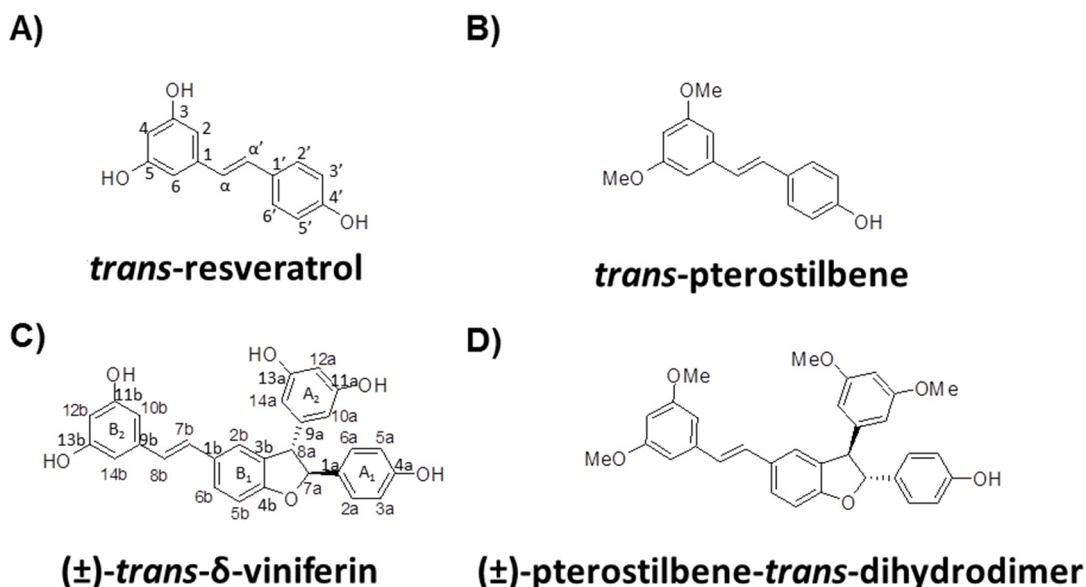 A)
B)
OH
3
4
2
1
α'
5
HO
6
α
1'
2'
3'
4'
6'
5'
OH
OMe
MeO
OH
trans-resveratrol
trans-pterostilbene
C)
D)
HO
12a
13a
11a
OH
A2
14a
10a
9a
OH
11b
12b
10b
B2
7b
13b
9b
HO
14b
8b
1b
2b
3b
8a
6a
5a
B1
1a
A1
4a
OH
6b
4b
O
7a
5b
2a
3a
MeO
OMe
OMe
MeO
O
OH
(±)-trans-δ-viniferin
(±)-pterostilbene-trans-dihydrodimer